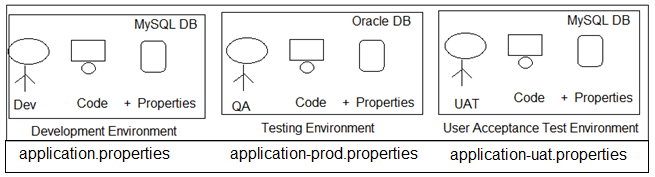 MySQL DB
Dev Code + Properties
Development Environment
application.properties
Oracle DB
QA Code + Properties
Testing Environment
application-prod.properties
MySQL DB
UAT Code + Properties
User Acceptance Test Environment
application-uat.properties